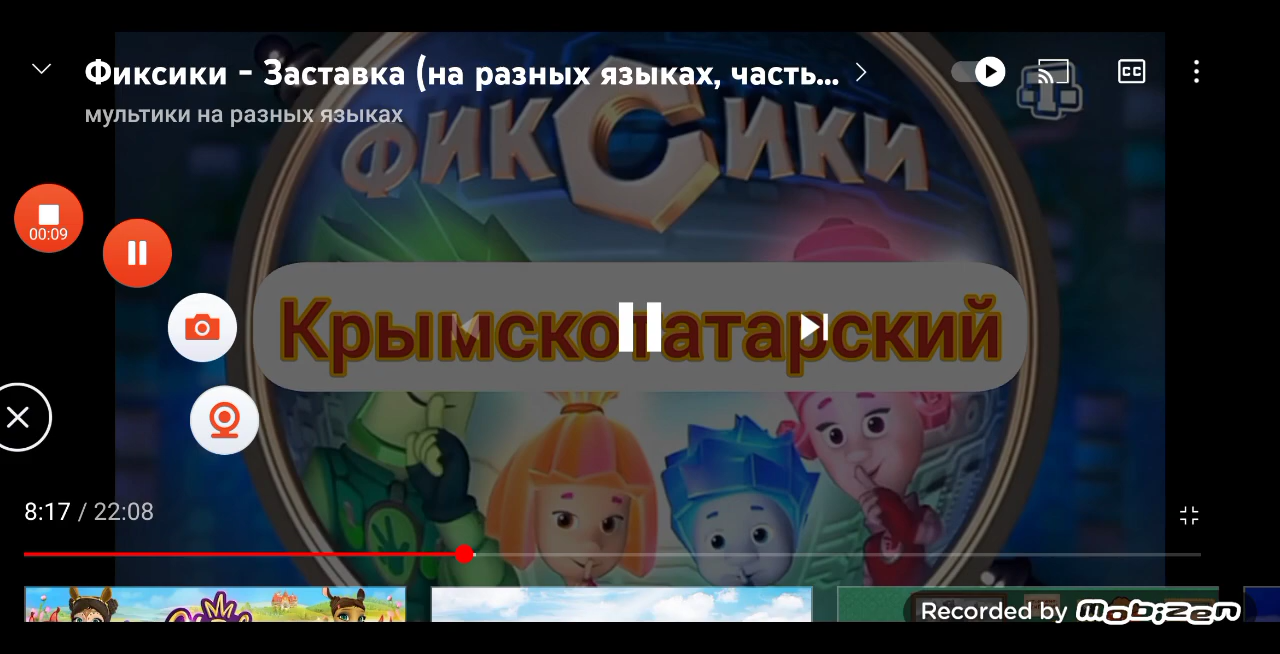 Фиксики - Заставка (на разных языках, часть...
мультики на разных языках
ФИКСИКИ
00:09
Крымскотатарский
8:17 / 22:08
Recorded by mobizen